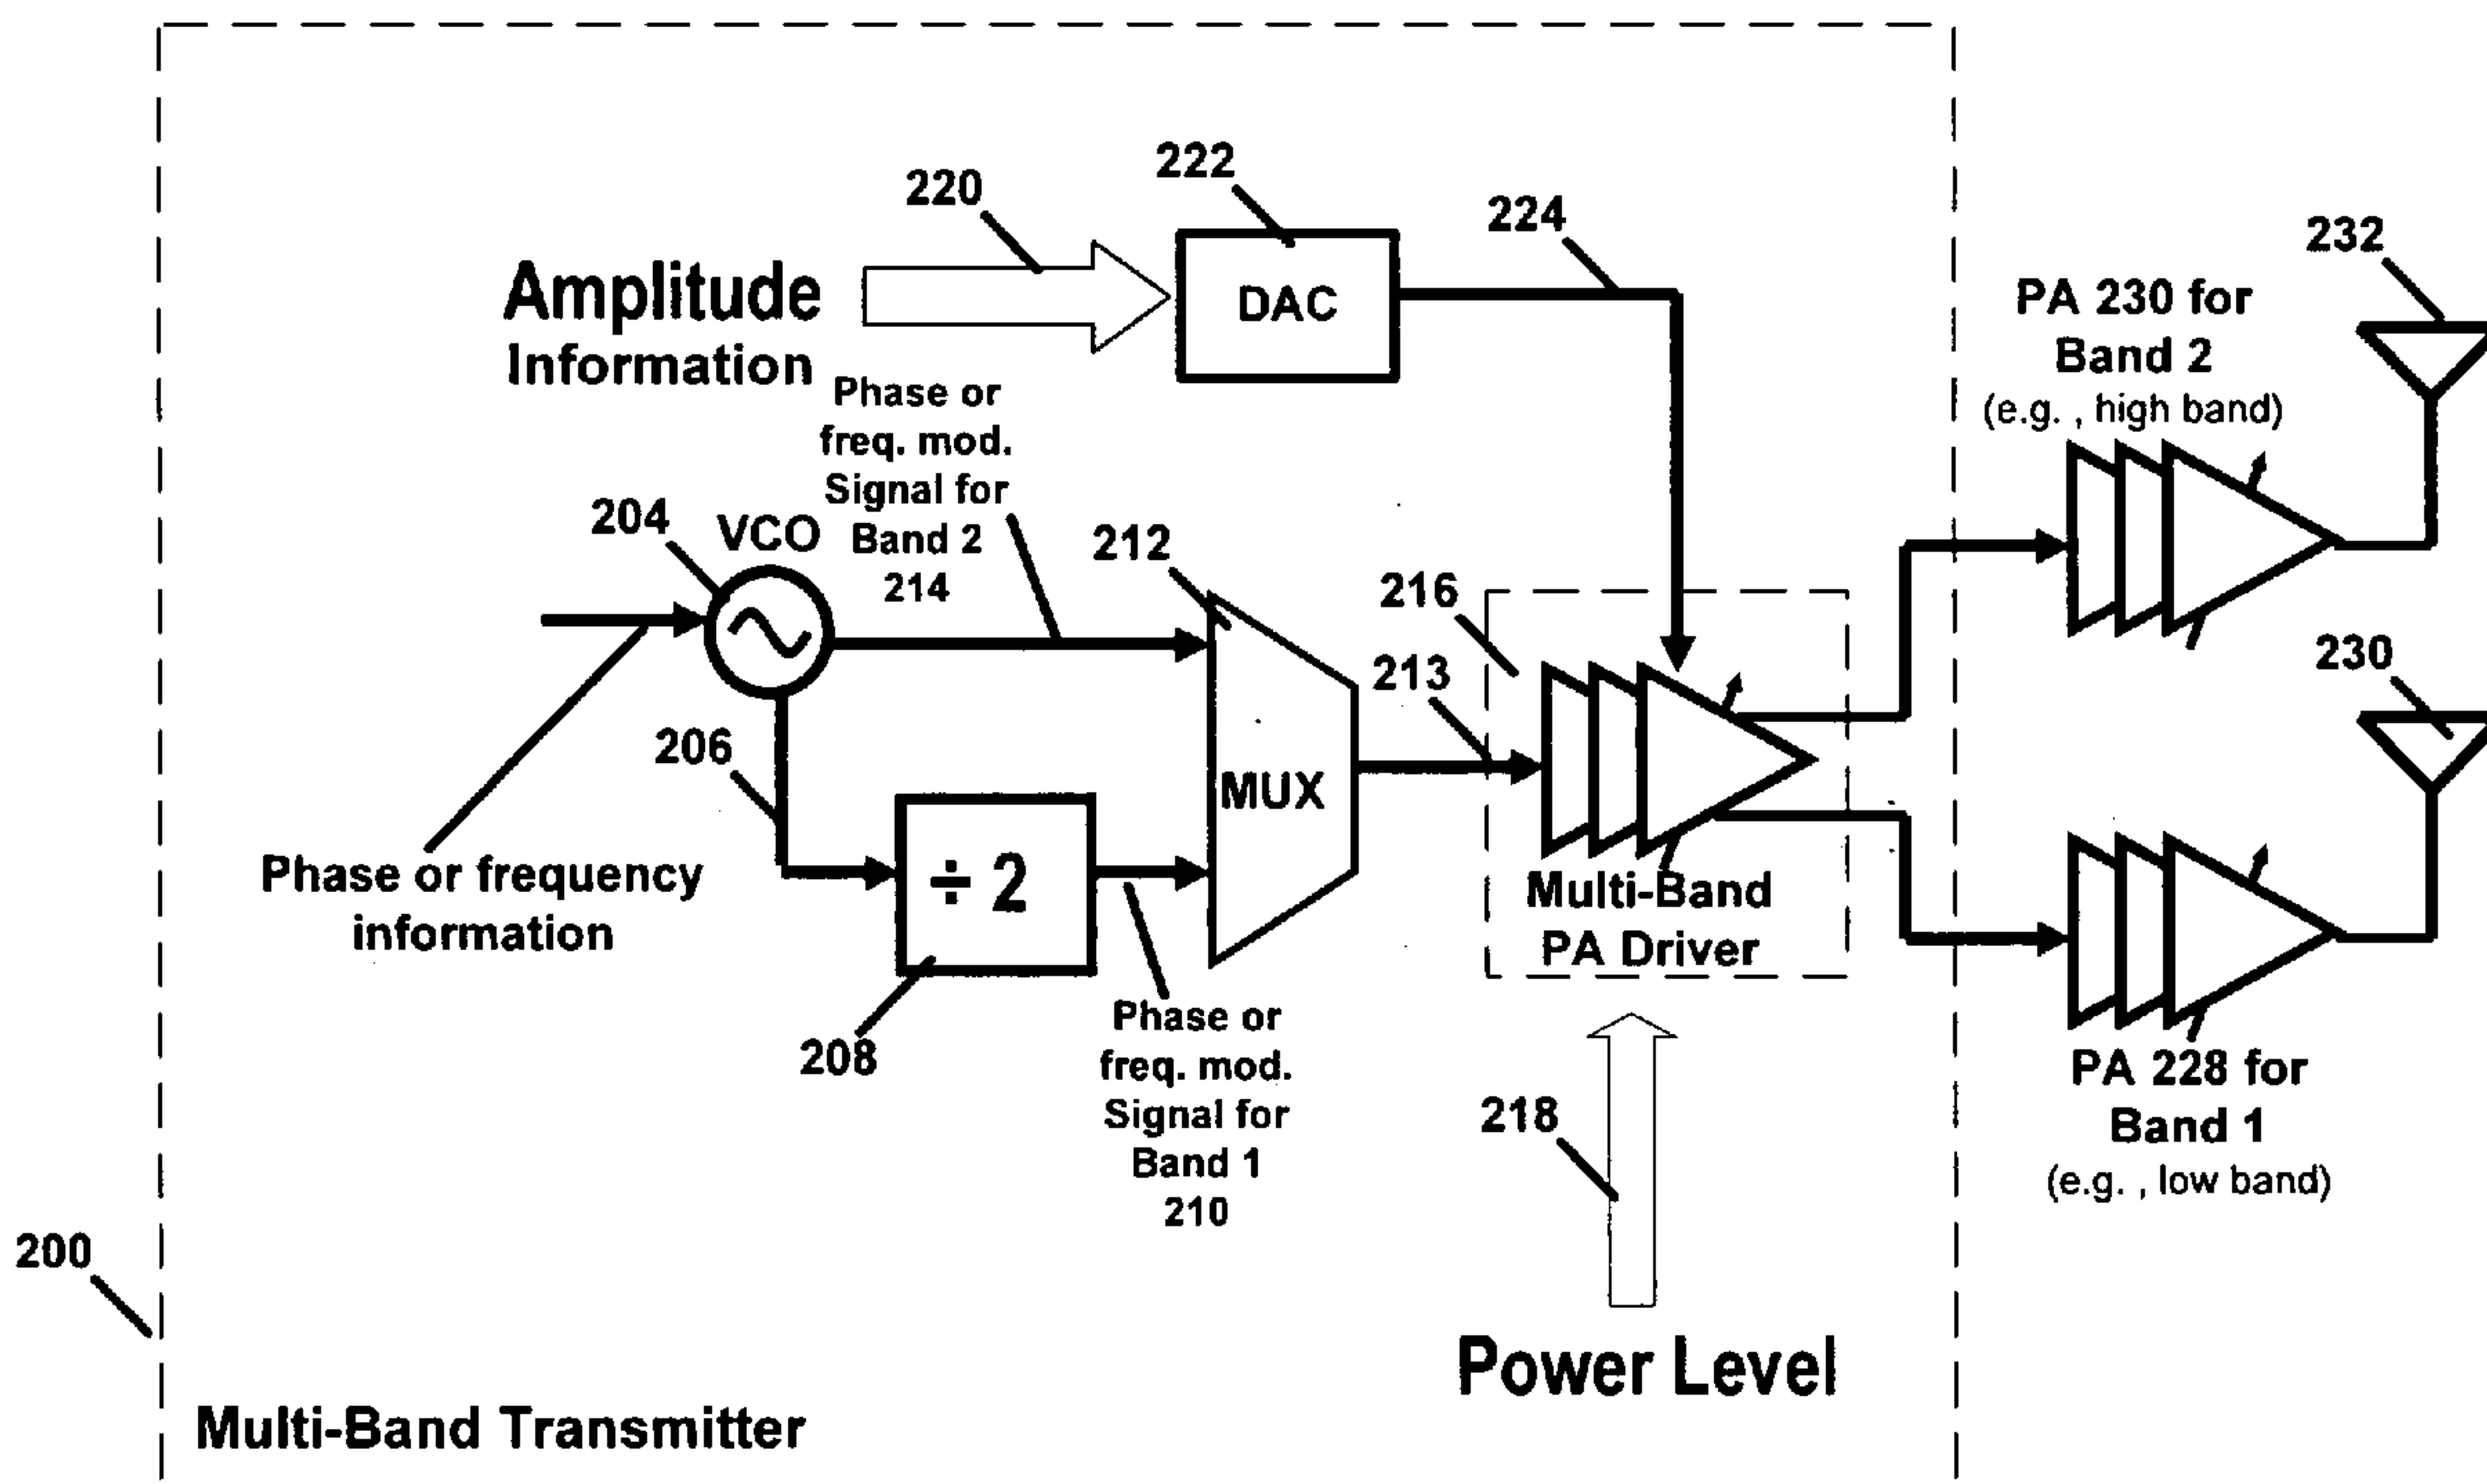 222
220
224
232
Amplitude
Information
DAC
PA 230 for
Band 2
(e.g. , high band)
Phase or
freq. mod.
Signal for
Band 2
214
204
VCO
212
216
213
230
206
MUX
Phase or frequency
information
÷ 2
Multi-Band
PA Driver
208
Phase or
freq. mod.
Signal for
Band 1
210
PA 228 for
Band 1
(e.g. , low band)
218
200
Power Level
Multi-Band Transmitter